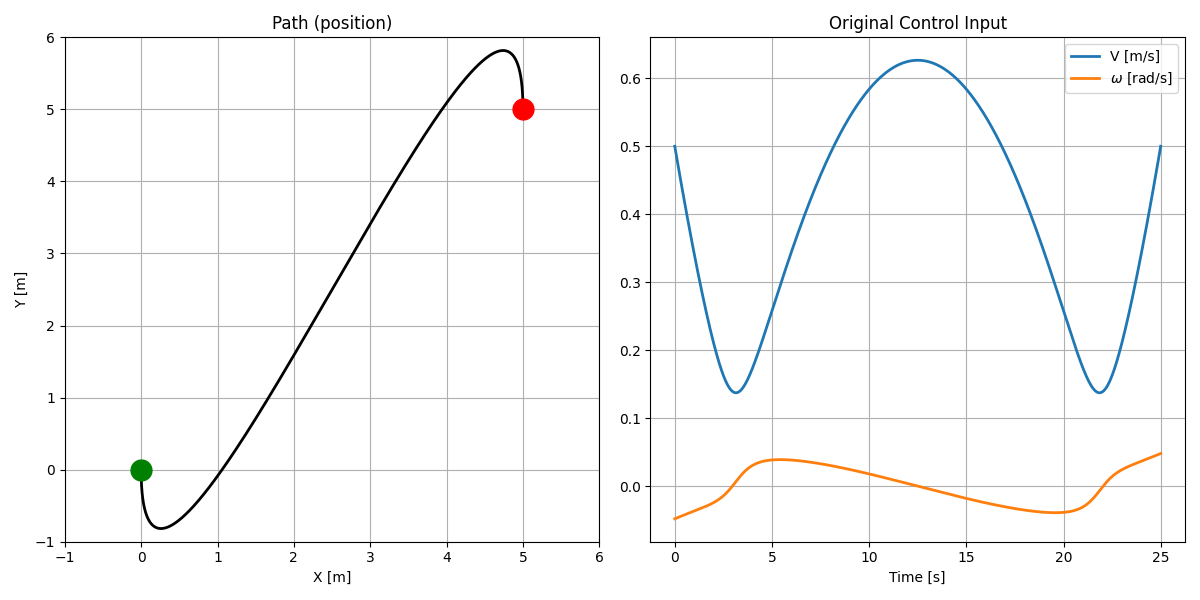 Path (position)
6
5
4
3
2
1
0
−1
Y [m]
−1 0 1 2 3 4 5 6
X [m]
Original Control Input
V [m/s]
ω [rad/s]
0.6
0.5
0.4
0.3
0.2
0.1
0.0
0 5 10 15 20 25
Time [s]